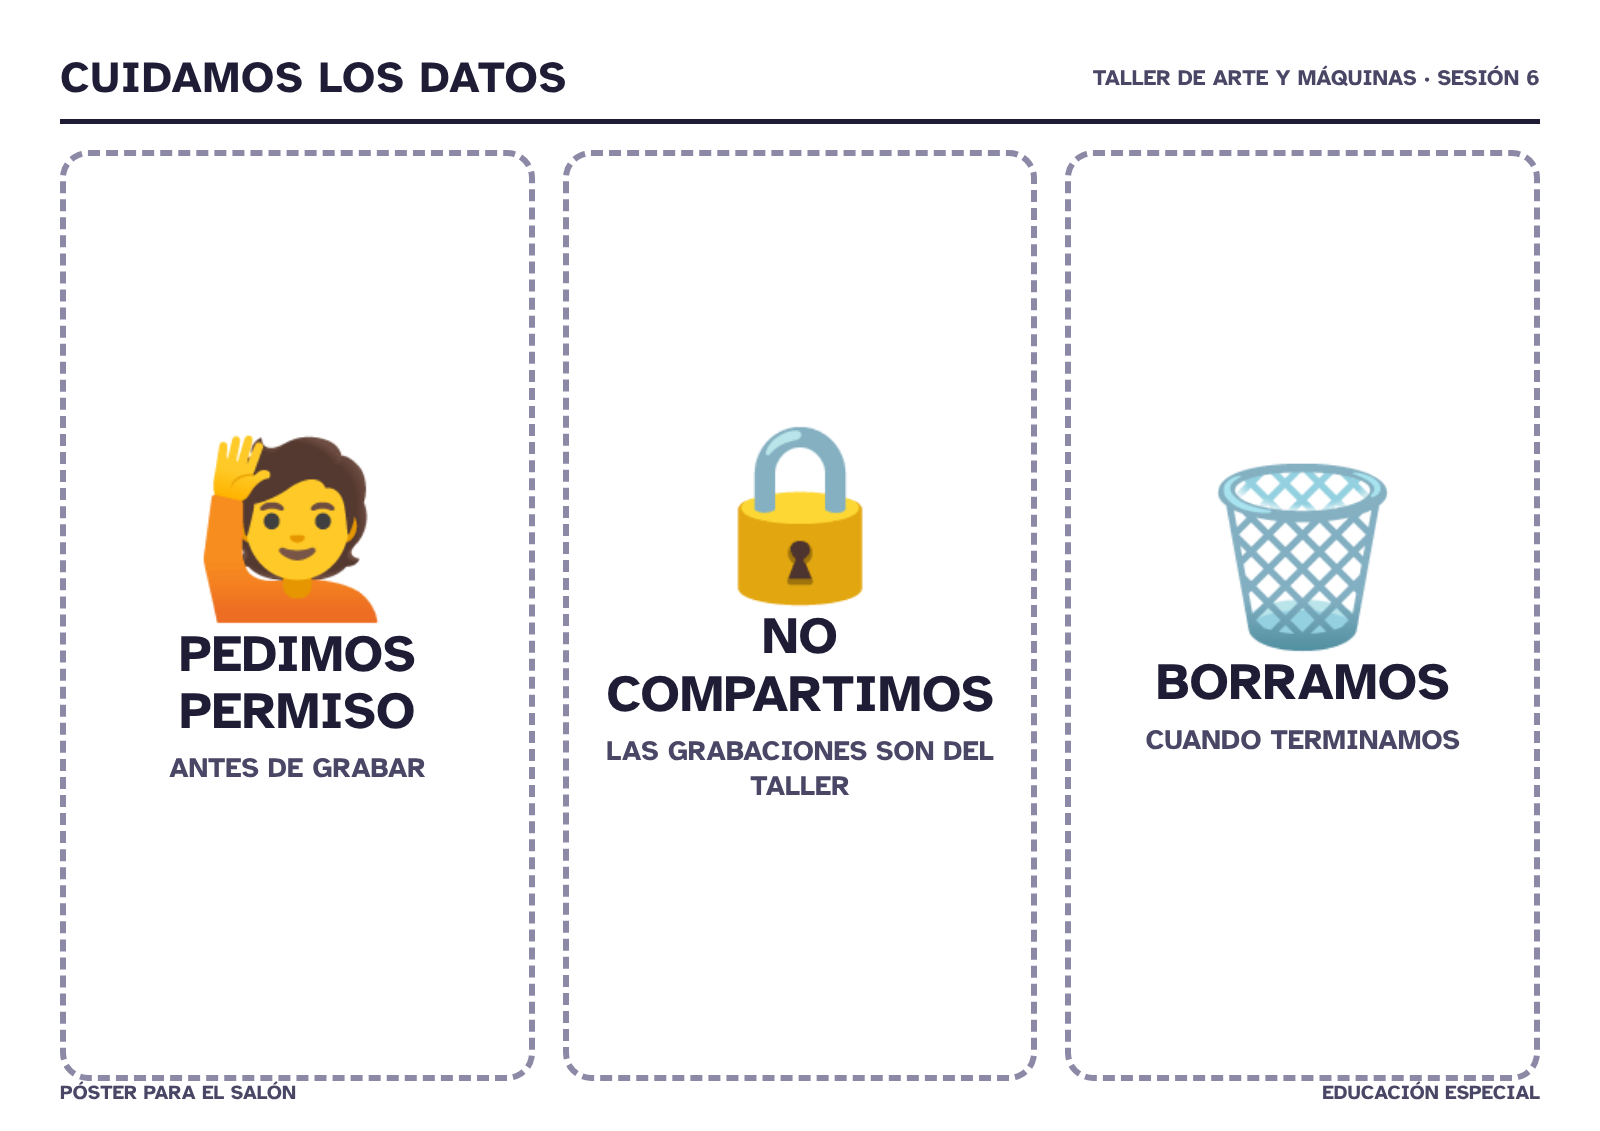 CUIDAMOS LOS DATOS
TALLER DE ARTE Y MÁQUINAS · SESIÓN 6
PEDIMOS
PERMISO
ANTES DE GRABAR
NO
COMPARTIMOS
LAS GRABACIONES SON DEL
TALLER
BORRAMOS
CUANDO TERMINAMOS
PÓSTER PARA EL SALÓN
EDUCACIÓN ESPECIAL